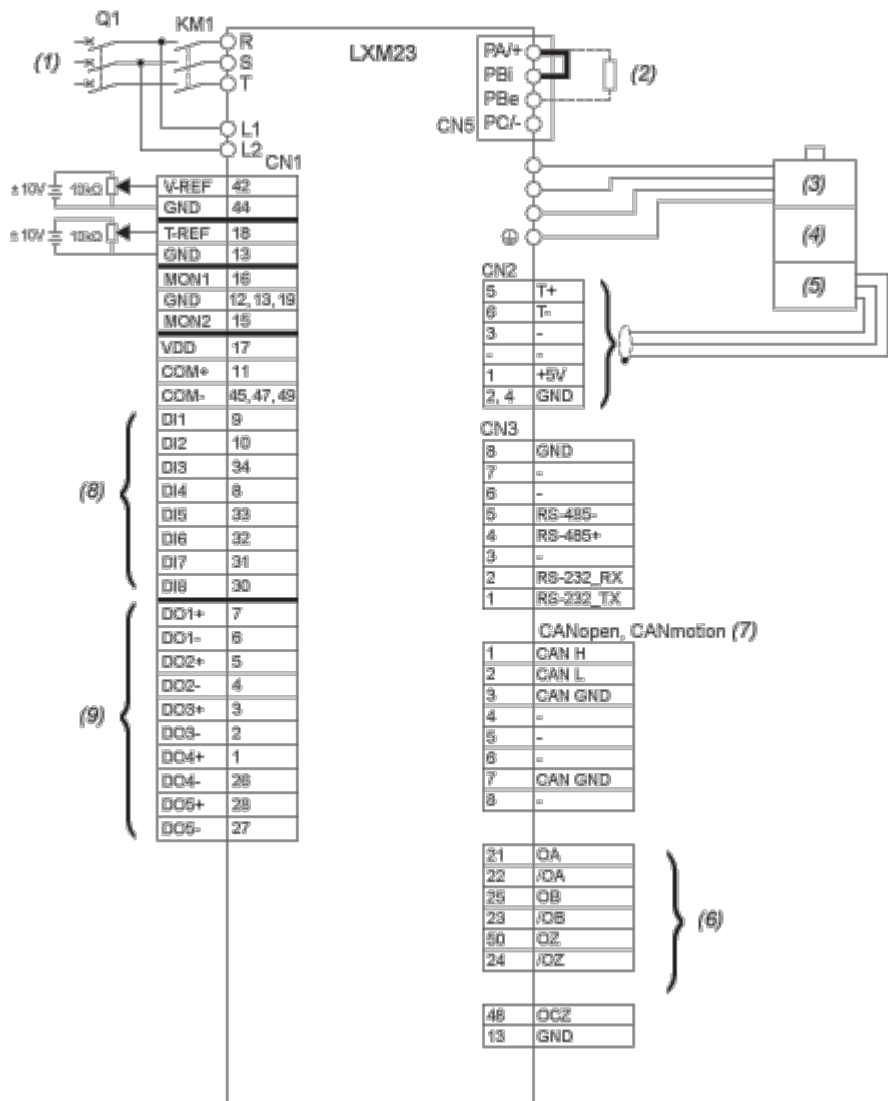 Q1
KM1
(1)
R
S
T
L1
L2
LXM23
PA/+
PBi
PBe
PC/-
CN5
(2)
(3)
(4)
(5)
CN1
±10V 10kΩ
V-REF 42
GND 44
±10V 10kΩ
T-REF 18
GND 13
MON1 16
GND 12, 13, 19
MON2 15
VDD 17
COM+ 11
COM- 45, 47, 49
(8)
DI1 9
DI2 10
DI3 34
DI4 8
DI5 33
DI6 32
DI7 31
DI8 30
(9)
DO1+ 7
DO1- 6
DO2+ 5
DO2- 4
DO3+ 3
DO3- 2
DO4+ 1
DO4- 26
DO5+ 28
DO5- 27
CN2
5 T+
6 T-
3 -
- -
1 +5V
2, 4 GND
CN3
8 GND
7 -
6 -
5 RS-485-
4 RS-485+
3 -
2 RS-232_RX
1 RS-232_TX
CANopen, CANmotion (7)
1 CAN H
2 CAN L
3 CAN GND
4 -
5 -
6 -
7 CAN GND
8 -
21 OA
22 /OA
25 OB
23 /OB
50 OZ
24 /OZ
(6)
48 OCZ
13 GND